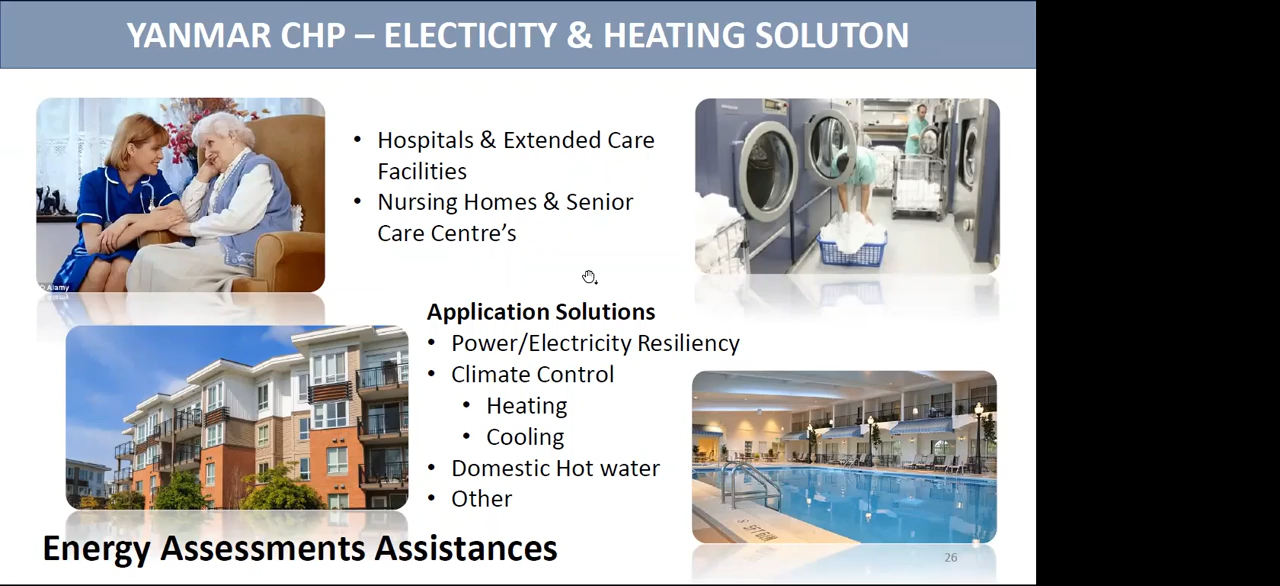 YANMAR CHP – ELECTICITY & HEATING SOLUTON
• Hospitals & Extended Care
Facilities
• Nursing Homes & Senior
Care Centre’s
© Alamy
Application Solutions
• Power/Electricity Resiliency
• Climate Control
• Heating
• Cooling
• Domestic Hot water
• Other
Energy Assessments Assistances
26